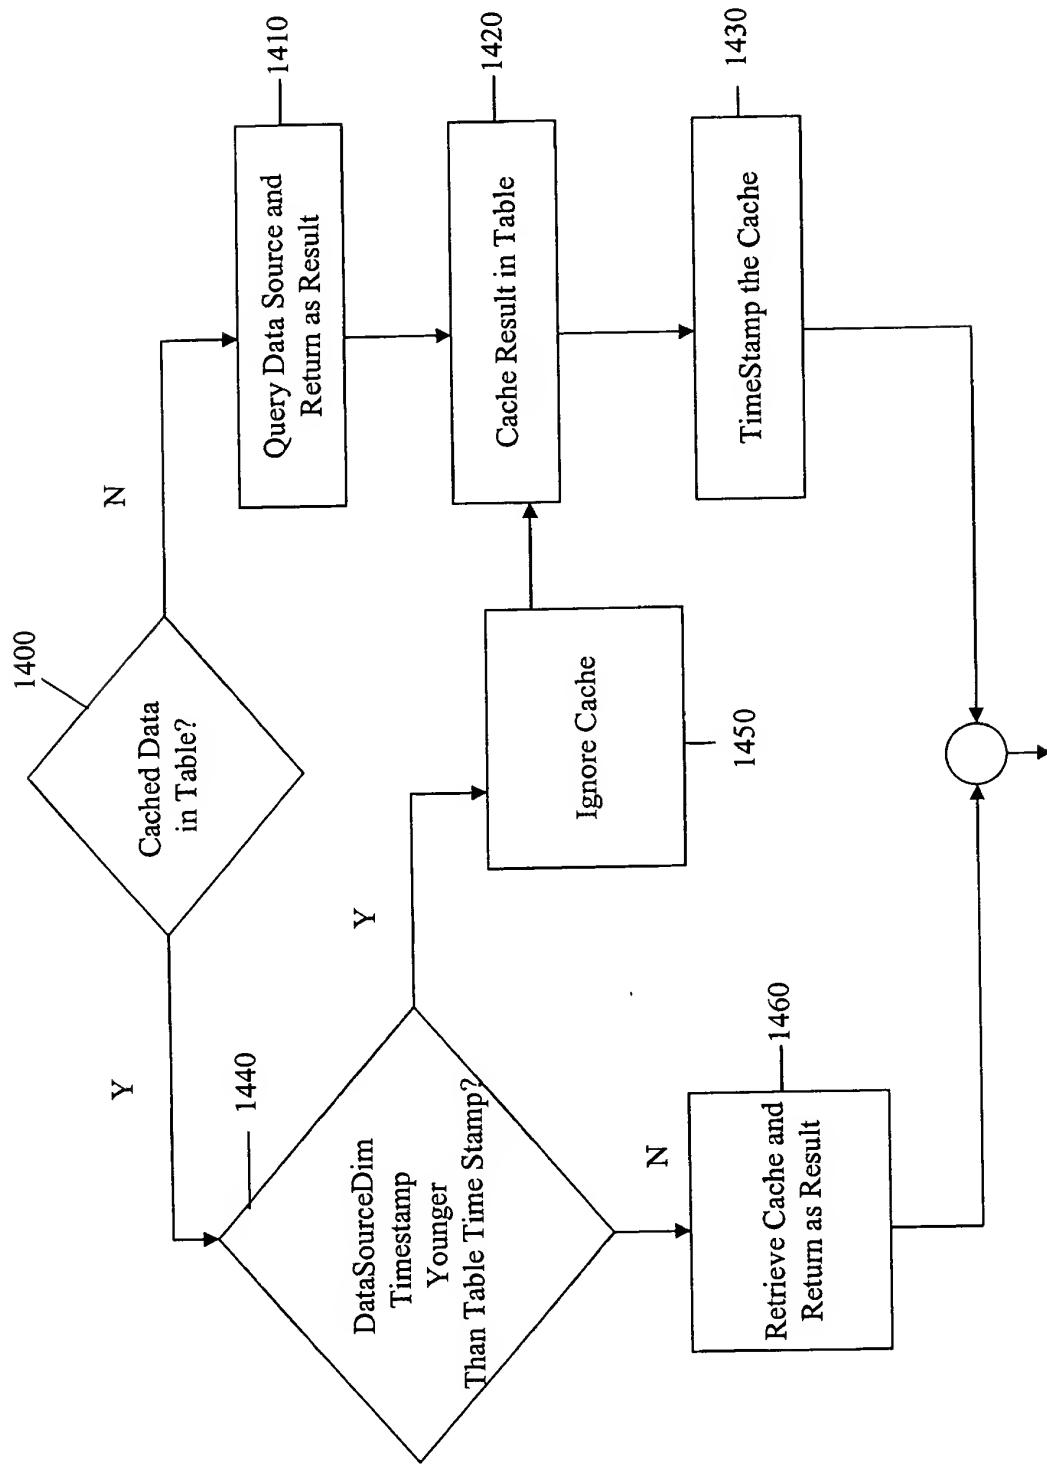 1400
Cached Data
in Table?
Y
N
1410
Query Data Source and
Return as Result
1440
DataSourceDim
Timestamp
Younger
Than Table Time Stamp?
Y
1420
Cache Result in Table
Ignore Cache
1450
N
1430
TimeStamp the Cache
1460
Retrieve Cache and
Return as Result